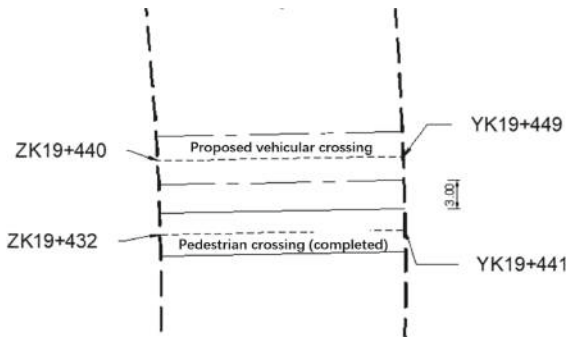 YK19+449
Proposed vehicular crossing
ZK19+440
3.00
ZK19+432
Pedestrian crossing (completed)
YK19+441